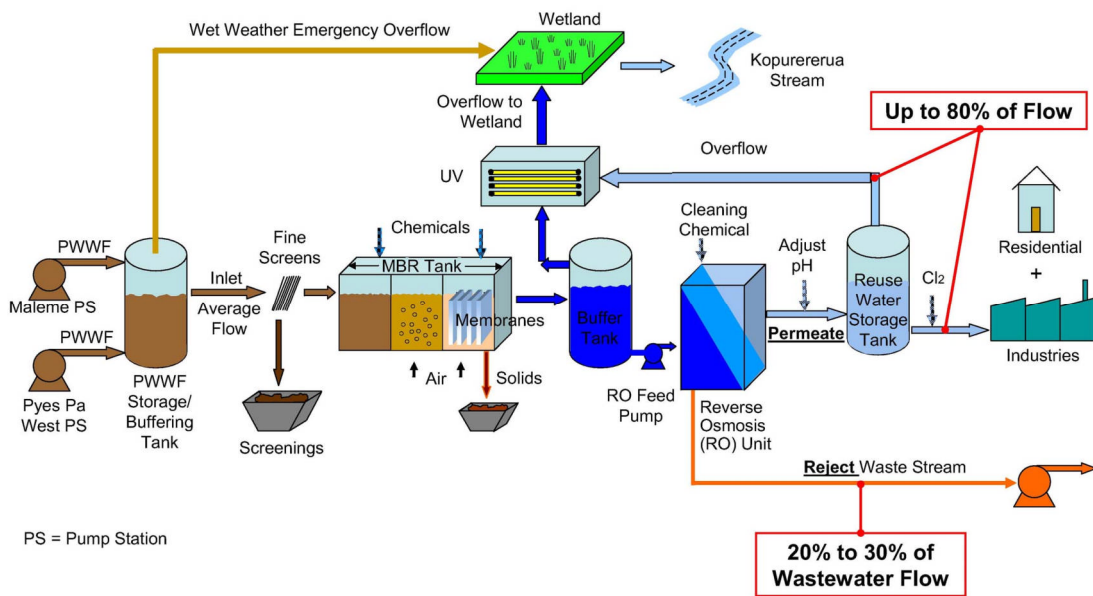 Wet Weather Emergency Overflow
Wetland
Kopurererua
Stream
Overflow to
Wetland
Up to 80% of Flow
Overflow
UV
Cleaning
Chemical
Adjust
pH
Residential
+
Industries
Chemicals
Fine
Screens
PWWF
Maleme PS
PWWF
Pyes Pa
West PS
Inlet
Average
Flow
MBR Tank
Membranes
Air
Solids
Buffer
Tank
Permeate
Reuse
Water
Storage
Tank
Cl2
PWWF
Storage/
Buffering
Tank
Screenings
RO Feed
Pump
Reverse
Osmosis
(RO) Unit
Reject Waste Stream
PS = Pump Station
20% to 30% of
Wastewater Flow